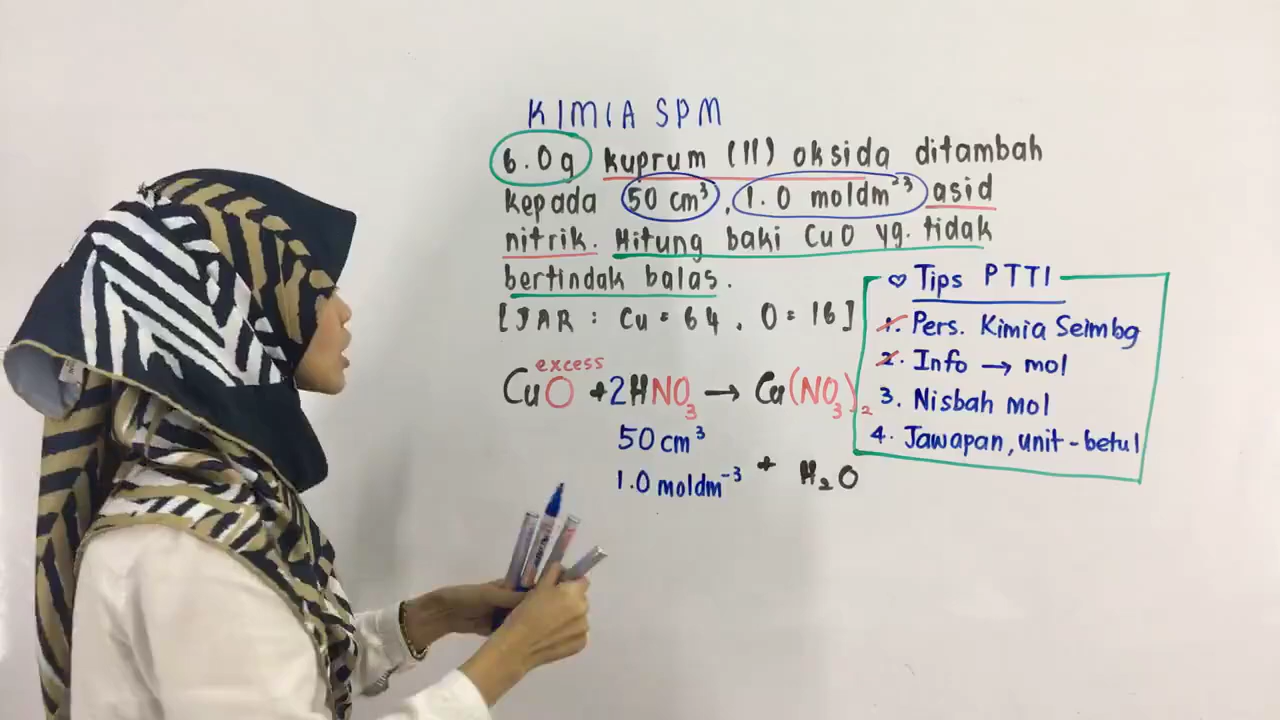 KIMIA SPM
6.0g kuprum (II) oksida ditambah
kepada 50 cm³, 1.0 moldm⁻³ asid
nitrik. Hitung baki CuO yg. tidak
bertindak balas.
[JAR : Cu = 64, O = 16]
♡ Tips PTTI
1. Pers. Kimia Seimbg
2. Info → mol
3. Nisbah mol
4. Jawapan, unit - betul
excess
CuO + 2HNO₃ → Cu(NO₃)₂
50 cm³
1.0 moldm⁻³ + H₂O